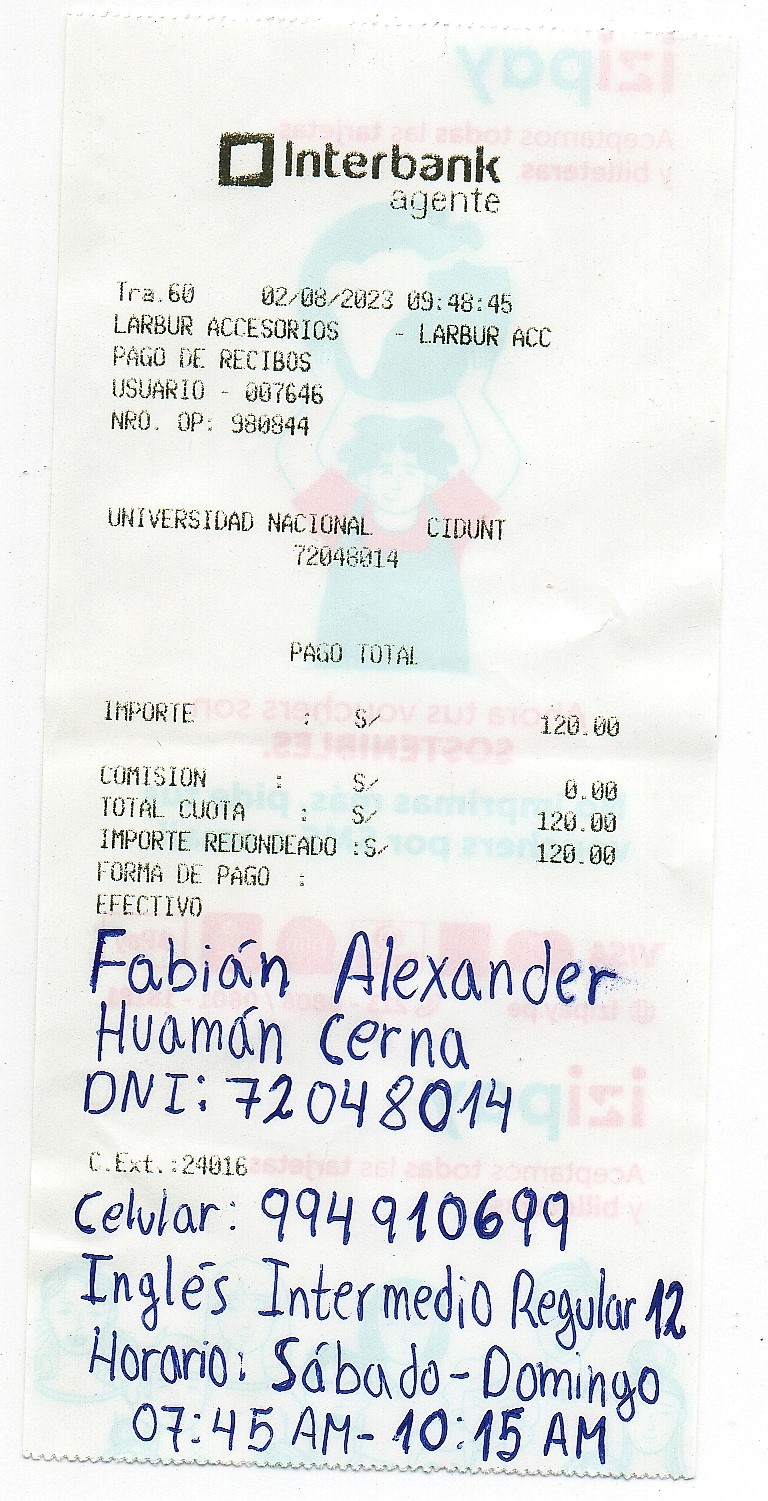 Interbank
agente
Tra.60 02/08/2023 09:48:45
LARBUR ACCESORIOS - LARBUR ACC
PAGO DE RECIBOS
USUARIO - 007646
NRO. OP: 980844
UNIVERSIDAD NACIONAL CIDUNT
72048014
PAGO TOTAL
IMPORTE : S/ 120.00
COMISION : S/ 0.00
TOTAL CUOTA : S/ 120.00
IMPORTE REDONDEADO :S/ 120.00
FORMA DE PAGO :
EFECTIVO
Fabián Alexander
Huamán Cerna
DNI: 72048014
C.Ext.:24016
Celular: 994910699
Inglés Intermedio Regular 12
Horario: Sábado-Domingo
07:45 AM-10:15 AM